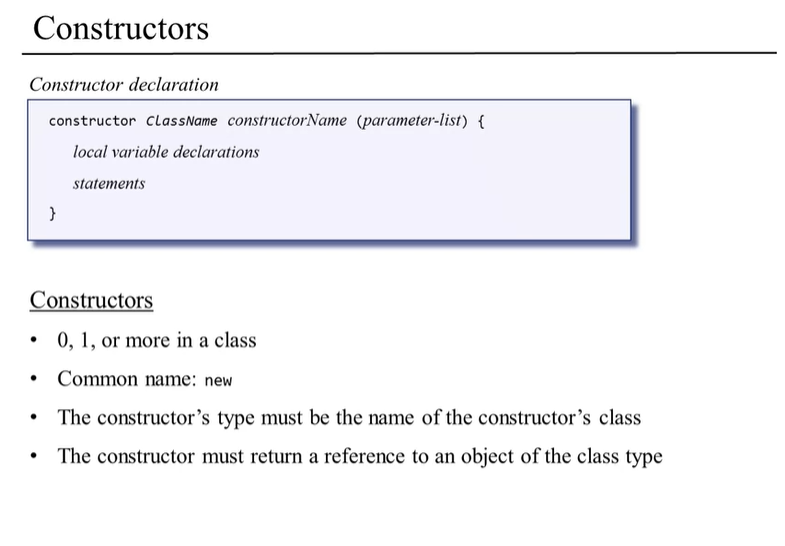 Constructors
Constructor declaration
constructor ClassName constructorName (parameter-list) {
local variable declarations
statements
}
Constructors
• 0, 1, or more in a class
• Common name: new
• The constructor’s type must be the name of the constructor’s class
• The constructor must return a reference to an object of the class type